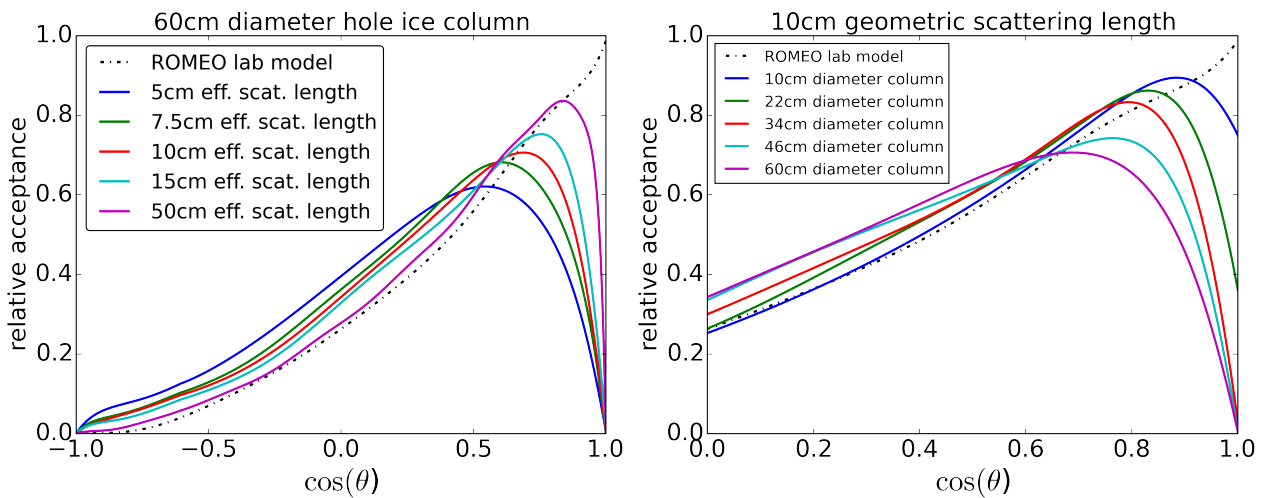 60cm diameter hole ice column
1.0
0.8
0.6
0.4
0.2
0.0
relative acceptance
ROMEO lab model
5cm eff. scat. length
7.5cm eff. scat. length
10cm eff. scat. length
15cm eff. scat. length
50cm eff. scat. length
−1.0 −0.5 0.0 0.5 1.0
cos(θ)
10cm geometric scattering length
1.0
0.8
0.6
0.4
0.2
0.0
relative acceptance
ROMEO lab model
10cm diameter column
22cm diameter column
34cm diameter column
46cm diameter column
60cm diameter column
0.0 0.2 0.4 0.6 0.8 1.0
cos(θ)